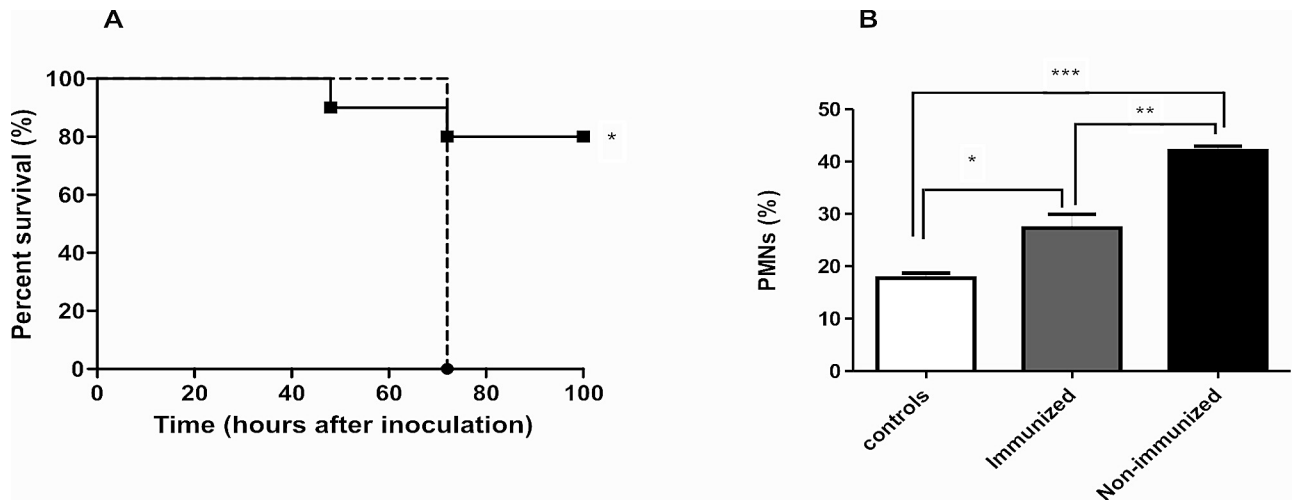 A
Percent survival (%)
100
80
60
40
20
0
*
0 20 40 60 80 100
Time (hours after inoculation)
B
PMNs (%)
50
40
30
20
10
0
***
**
*
controls
Immunized
Non-immunized